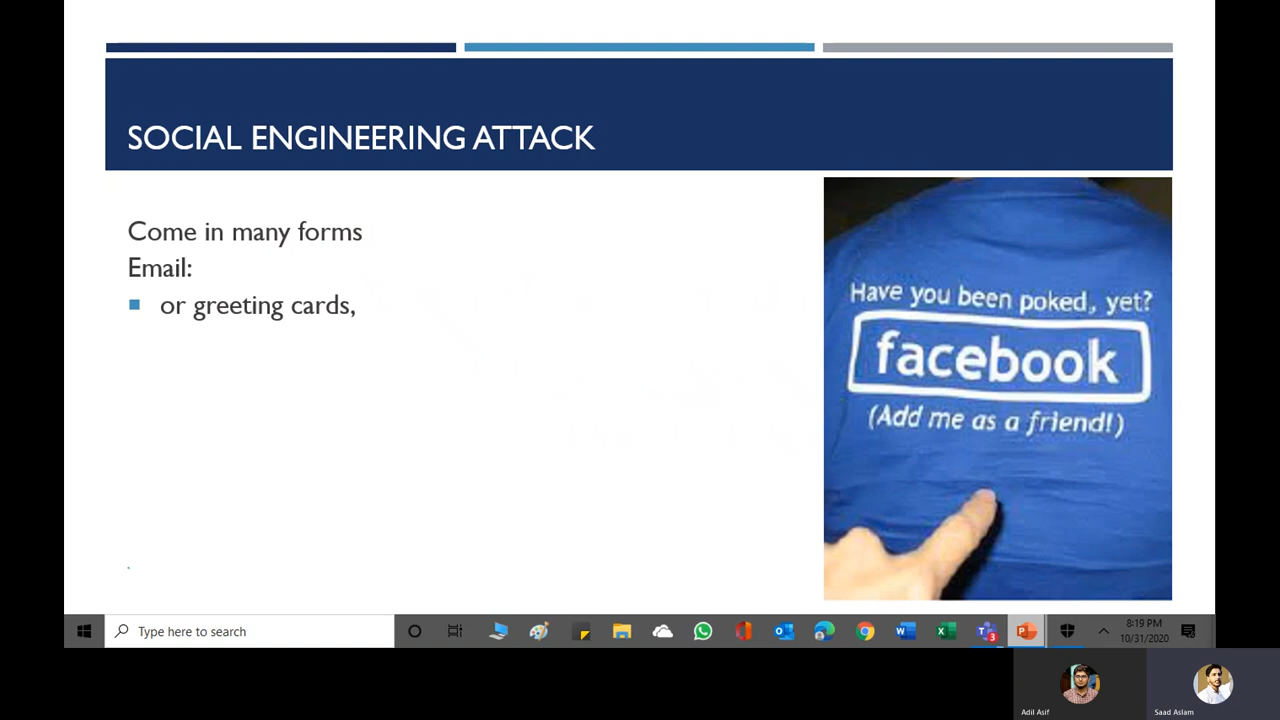 SOCIAL ENGINEERING ATTACK
Come in many forms
Email:
or greeting cards,
Have you been poked, yet?
facebook
(Add me as a friend!)
Type here to search
3
8:19 PM
10/31/2020
Adil Asif
Saad Aslam